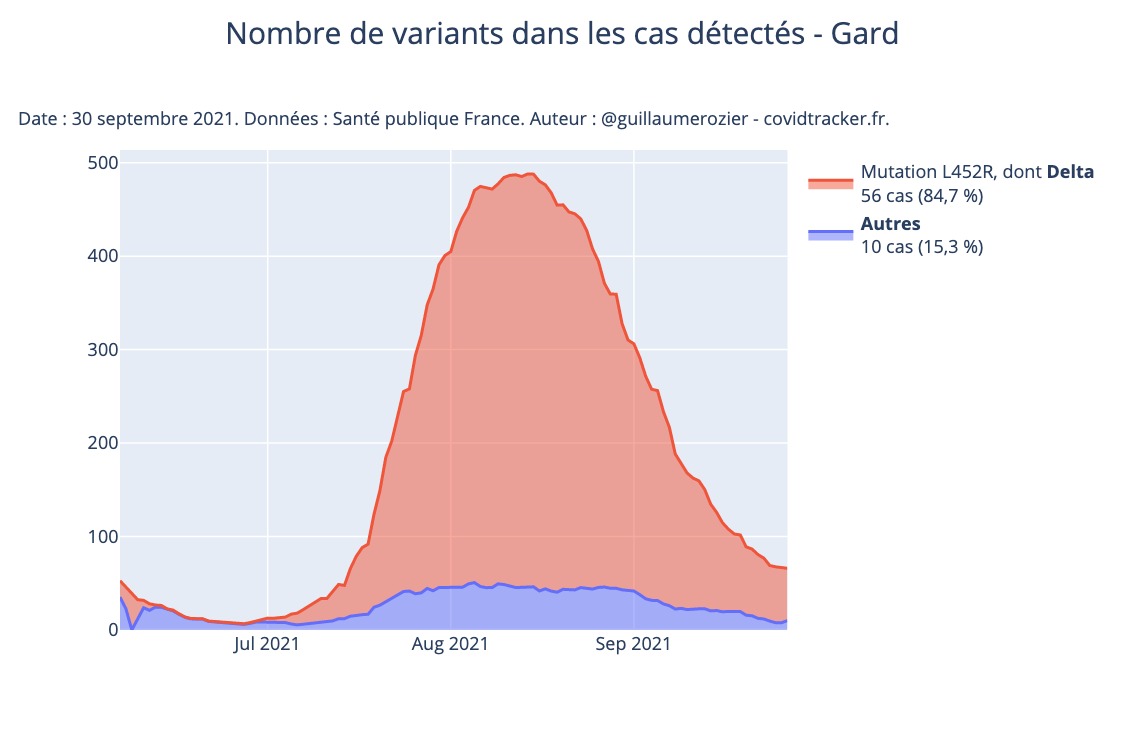 Nombre de variants dans les cas détectés - Gard
Date : 30 septembre 2021. Données : Santé publique France. Auteur : @guillaumerozier - covidtracker.fr.
500
400
300
200
100
0
Jul 2021
Aug 2021
Sep 2021
Mutation L452R, dont Delta
56 cas (84,7 %)
Autres
10 cas (15,3 %)